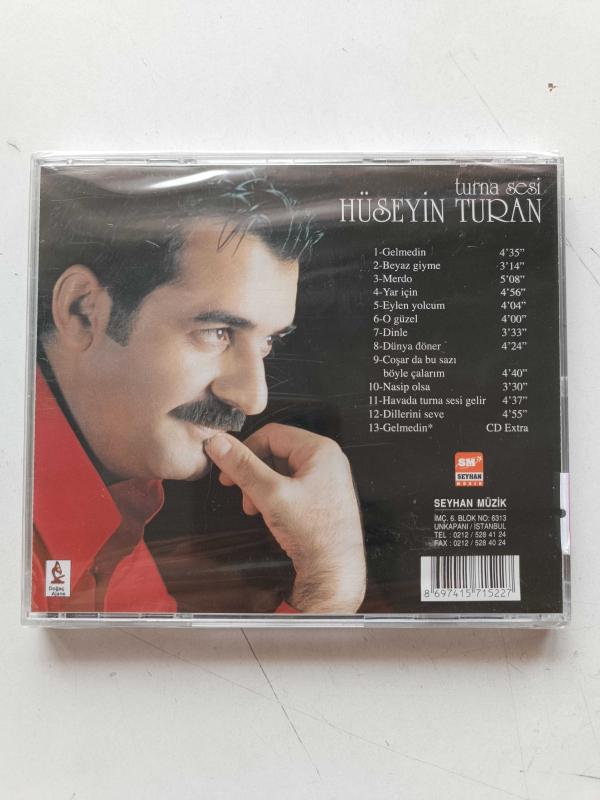 turna sesi
HÜSEYİN TURAN
1-Gelmedin 4'35"
2-Beyaz giyme 3'14"
3-Merdo 5'08"
4-Yar için 4'56"
5-Eylen yolcum 4'04"
6-O güzel 4'00"
7-Dinle 3'33"
8-Dünya döner 4'24"
9-Coşar da bu sazı
böyle çalarım 4'40"
10-Nasip olsa 3'30"
11-Havada turna sesi gelir 4'37"
12-Dillerini seve 4'55"
13-Gelmedin* CD Extra
SM
SEYHAN
MÜZİK
SEYHAN MÜZİK
İMÇ. 6. BLOK NO: 6313
UNKAPANI / İSTANBUL
TEL : 0212 / 528 41 24
FAX : 0212 / 528 40 24
8 697415 715227
Doğaç
Ajans